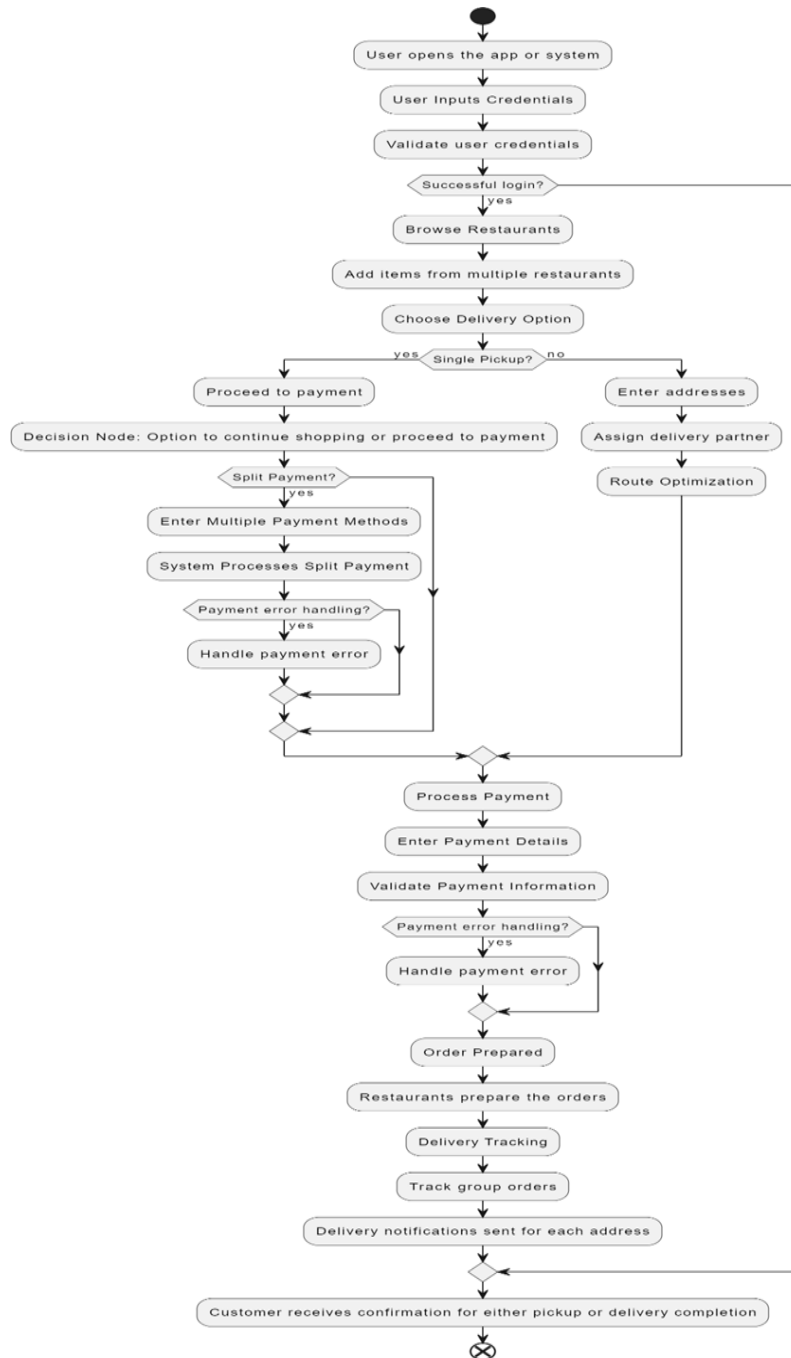 User opens the app or system
User Inputs Credentials
Validate user credentials
Successful login?
yes
Browse Restaurants
Add items from multiple restaurants
Choose Delivery Option
yes
Single Pickup?
no
Proceed to payment
Enter addresses
Decision Node: Option to continue shopping or proceed to payment
Assign delivery partner
Split Payment?
yes
Route Optimization
Enter Multiple Payment Methods
System Processes Split Payment
Payment error handling?
yes
Handle payment error
Process Payment
Enter Payment Details
Validate Payment Information
Payment error handling?
yes
Handle payment error
Order Prepared
Restaurants prepare the orders
Delivery Tracking
Track group orders
Delivery notifications sent for each address
Customer receives confirmation for either pickup or delivery completion